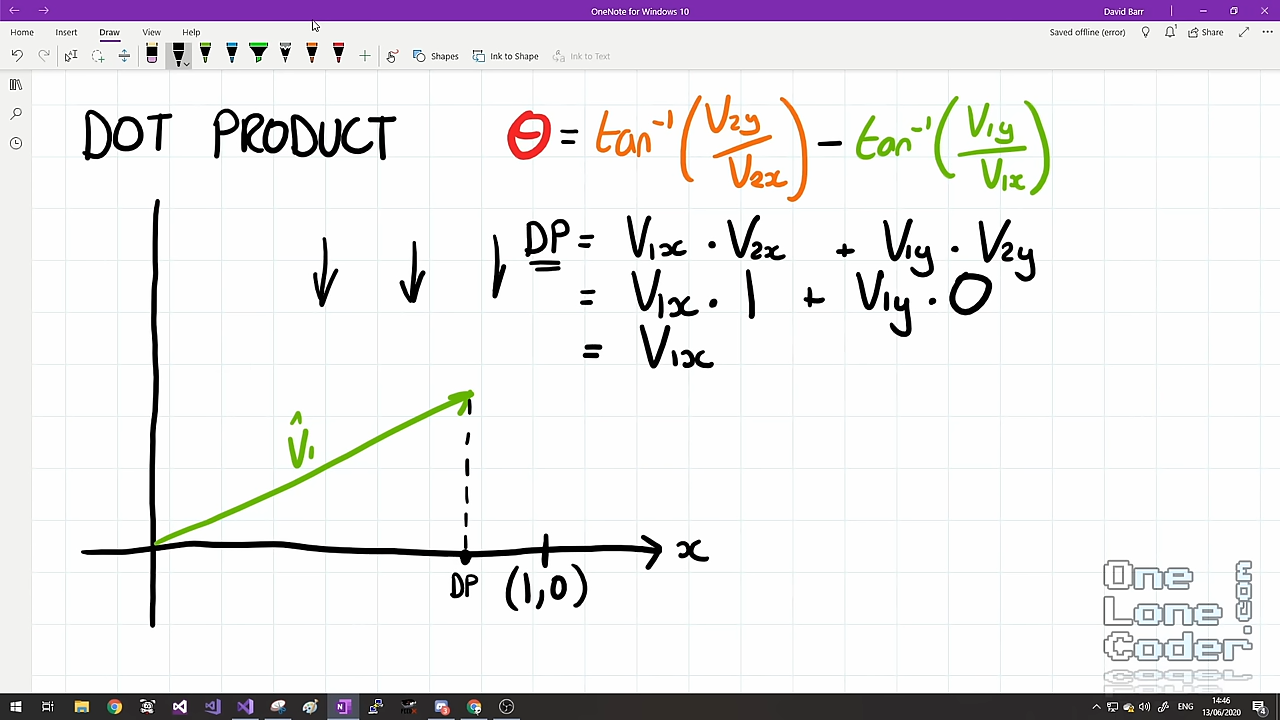 OneNote for Windows 10
David Barr
Home Insert Draw View Help
Saved offline (error) Share
Shapes Ink to Shape Ink to Text
DOT PRODUCT
θ = tan⁻¹(V2y/V2x) - tan⁻¹(V1y/V1x)
DP = V1x · V2x + V1y · V2y
= V1x · 1 + V1y · 0
= V1x
V̂1
x
DP (1,0)
One
Lone
Coder
.com
14:46
13/06/2020